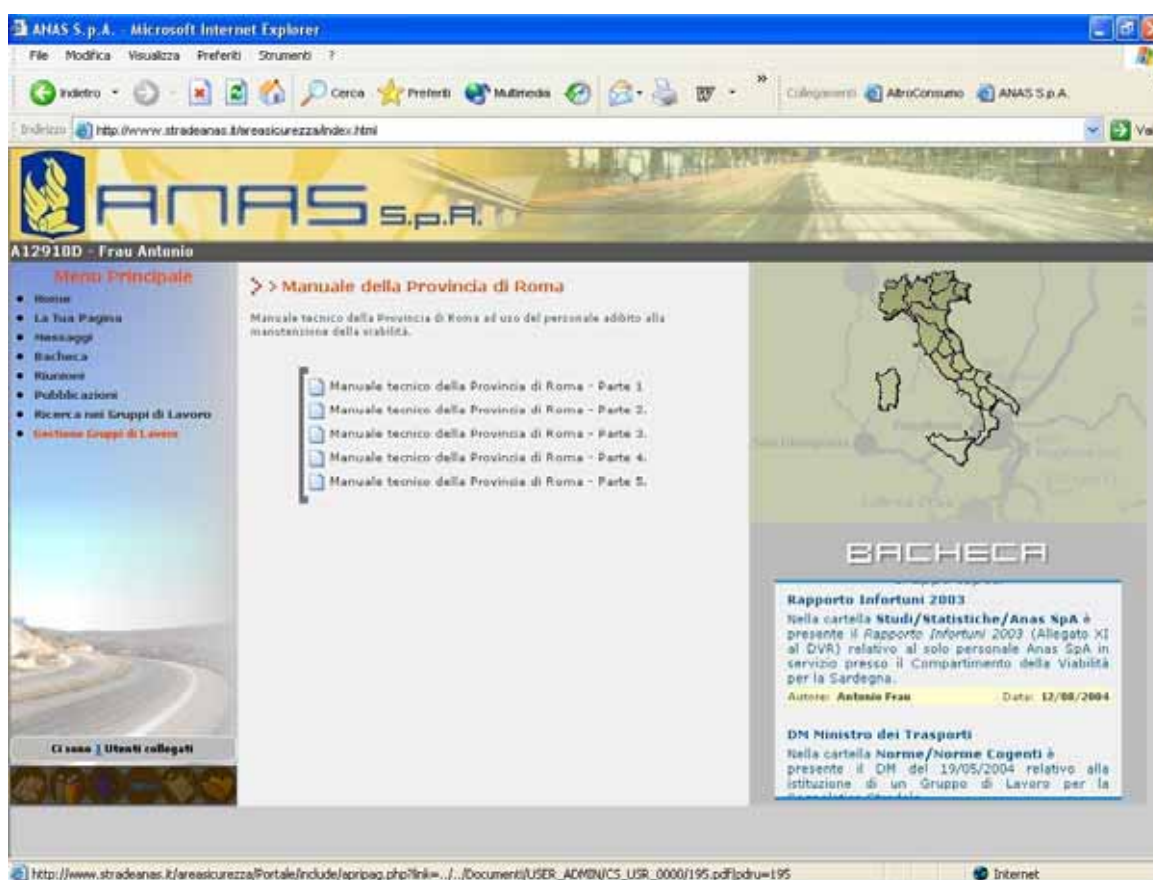 ANAS S.p.A. - Microsoft Internet Explorer
File Modifica Visualizza Preferiti Strumenti ?
Indietro Cerca Preferiti Multimedia » Collegamenti AltroConsumo ANAS S.p.A.
Indirizzo http://www.stradeanas.it/areasicurezza/index.html Vai
ANAS S.p.A.
A12910D - Frau Antonio
Menu Principale
Home
La Tua Pagina
Messaggi
Bacheca
Riunioni
Pubblicazioni
Ricerca nei Gruppi di Lavoro
Gestione Gruppi di Lavoro
Ci sono 1 Utenti collegati
> > Manuale della Provincia di Roma
Manuale tecnico della Provincia di Roma ad uso del personale addito alla
manutenzione della viabilità.
Manuale tecnico della Provincia di Roma - Parte 1
Manuale tecnico della Provincia di Roma - Parte 2.
Manuale tecnico della Provincia di Roma - Parte 3.
Manuale tecnico della Provincia di Roma - Parte 4.
Manuale tecnico della Provincia di Roma - Parte 5.
BACHECA
Rapporto Infortuni 2003
Nella cartella Studi/Statistiche/Anas SpA è
presente il Rapporto Infortuni 2003 (Allegato XI
al DVR) relativo al solo personale Anas SpA in
servizio presso il Compartimento della Viabilità
per la Sardegna.
Autore: Antonio Frau Data: 12/08/2004
DM Ministro dei Trasporti
Nella cartella Norme/Norme Cogenti è
presente il DM del 19/05/2004 relativo alla
istituzione di un Gruppo di Lavoro per la
http://www.stradeanas.it/areasicurezza/Portale/include/apripag.php?link=../../Documenti/USER_ADMIN/CS_USR_0000/195.pdf|pdru=195 Internet